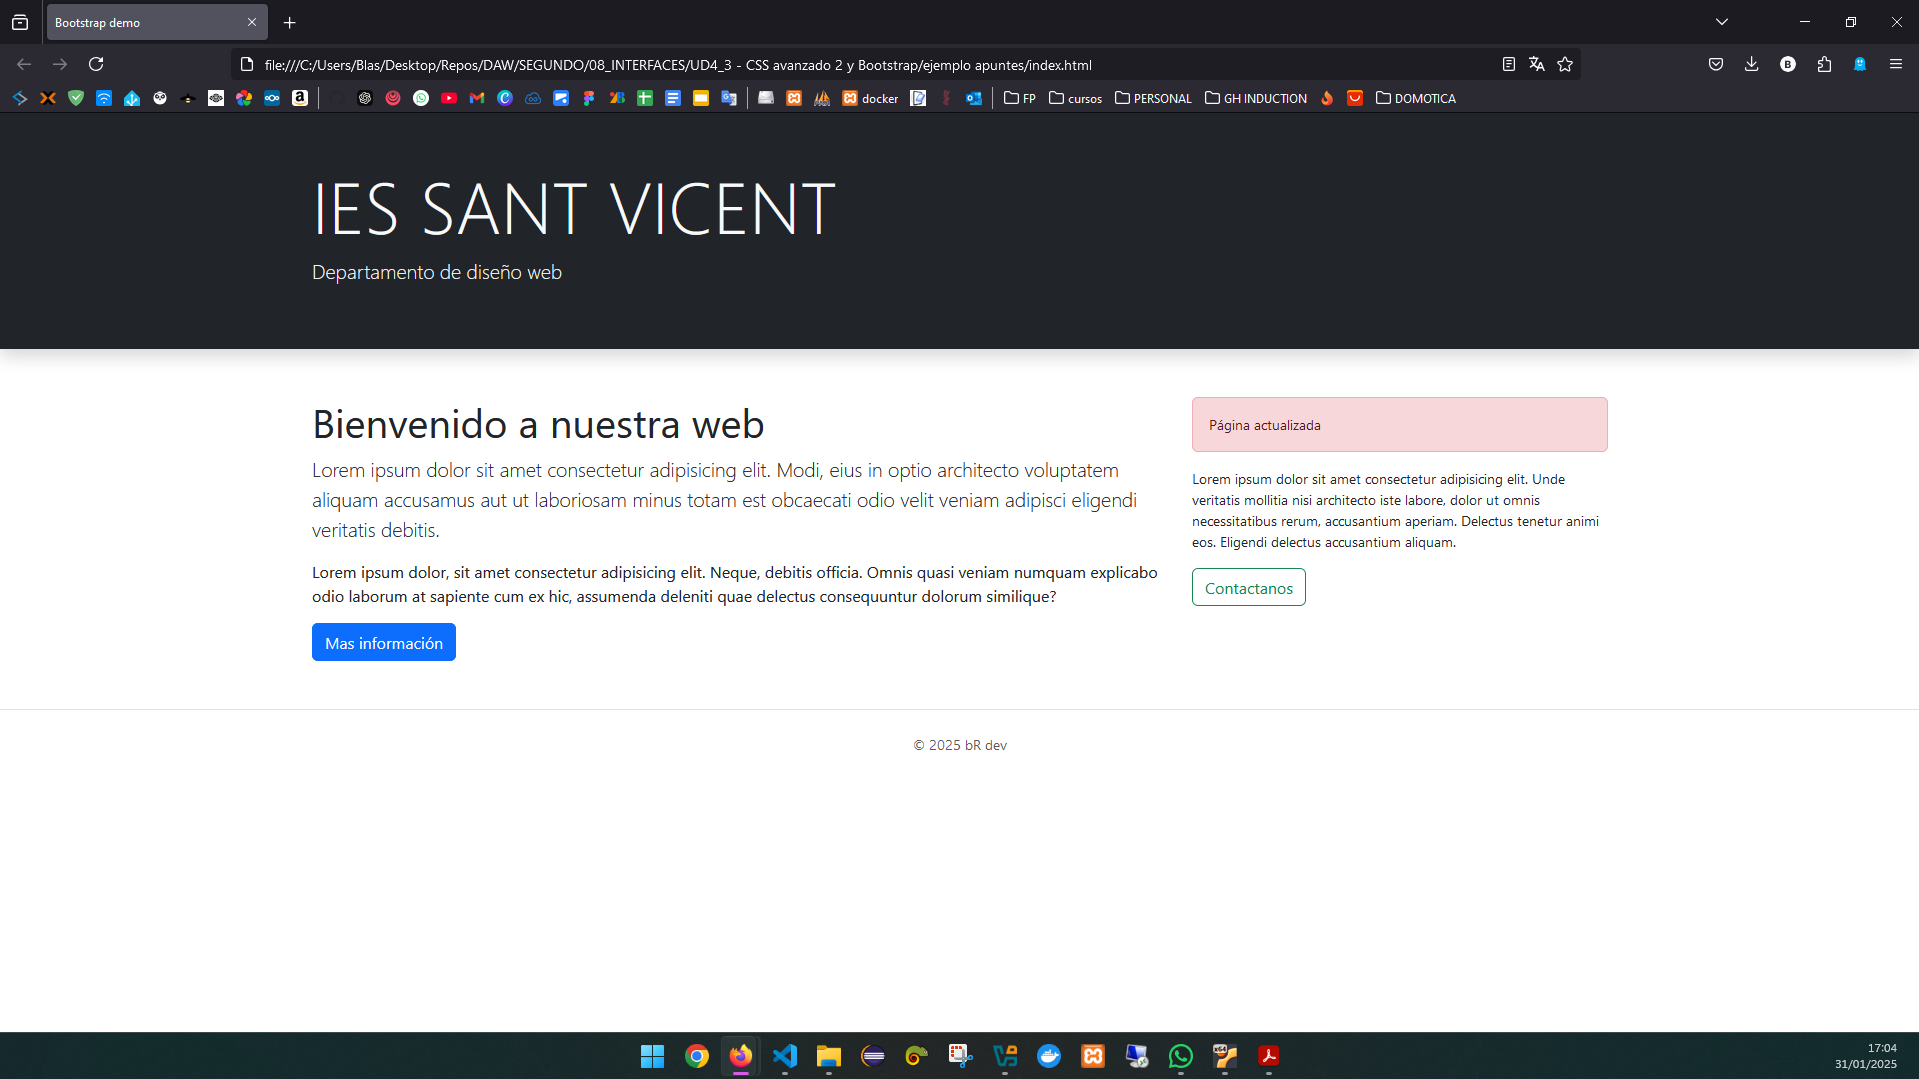 Bootstrap demo
file:///C:/Users/Blas/Desktop/Repos/DAW/SEGUNDO/08_INTERFACES/UD4_3 - CSS avanzado 2 y Bootstrap/ejemplo apuntes/index.html
docker FP cursos PERSONAL GH INDUCTION DOMOTICA
IES SANT VICENT
Departamento de diseño web
Bienvenido a nuestra web
Lorem ipsum dolor sit amet consectetur adipisicing elit. Modi, eius in optio architecto voluptatem
aliquam accusamus aut ut laboriosam minus totam est obcaecati odio velit veniam adipisci eligendi
veritatis debitis.
Lorem ipsum dolor, sit amet consectetur adipisicing elit. Neque, debitis officia. Omnis quasi veniam numquam explicabo
odio laborum at sapiente cum ex hic, assumenda deleniti quae delectus consequuntur dolorum similique?
Mas información
Página actualizada
Lorem ipsum dolor sit amet consectetur adipisicing elit. Unde
veritatis mollitia nisi architecto iste labore, dolor ut omnis
necessitatibus rerum, accusantium aperiam. Delectus tenetur animi
eos. Eligendi delectus accusantium aliquam.
Contactanos
© 2025 bR dev
17:04
31/01/2025